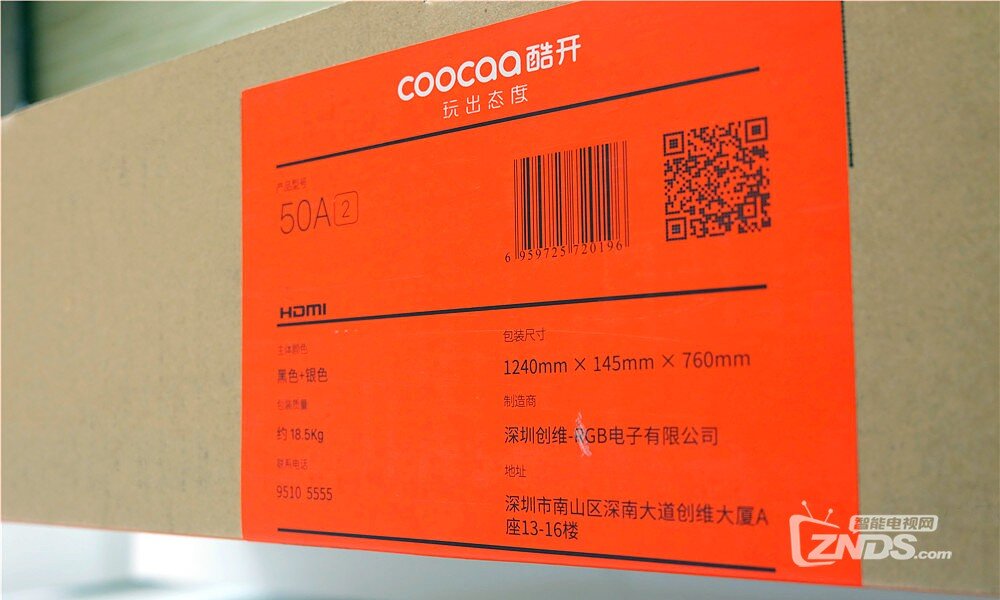 coocaa酷开
玩出态度
产品型号
50A2
6 959725 720196
HDMI
主体颜色
黑色+银色
包装质量
约 18.5Kg
联系电话
9510 5555
包装尺寸
1240mm × 145mm × 760mm
制造商
深圳创维-RGB电子有限公司
地址
深圳市南山区深南大道创维大厦A
座13-16楼
智能电视网
ZNDS.com